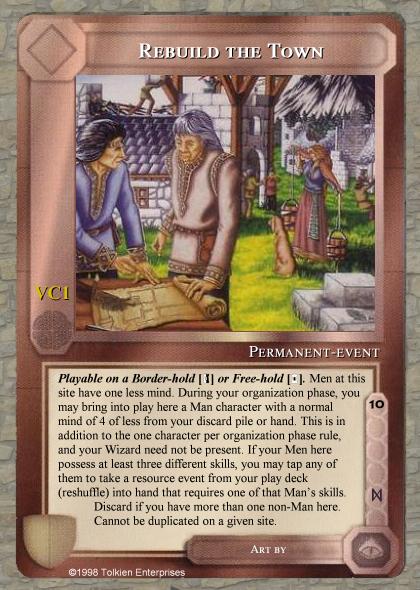 REBUILD THE TOWN
VC1
PERMANENT-EVENT
Playable on a Border-hold [] or Free-hold []. Men at this
site have one less mind. During your organization phase, you
may bring into play here a Man character with a normal
mind of 4 of less from your discard pile or hand. This is in
addition to the one character per organization phase rule,
and your Wizard need not be present. If your Men here
possess at least three different skills, you may tap any of
them to take a resource event from your play deck
(reshuffle) into hand that requires one of that Man's skills.
Discard if you have more than one non-Man here.
Cannot be duplicated on a given site.
10
ART BY
©1998 Tolkien Enterprises